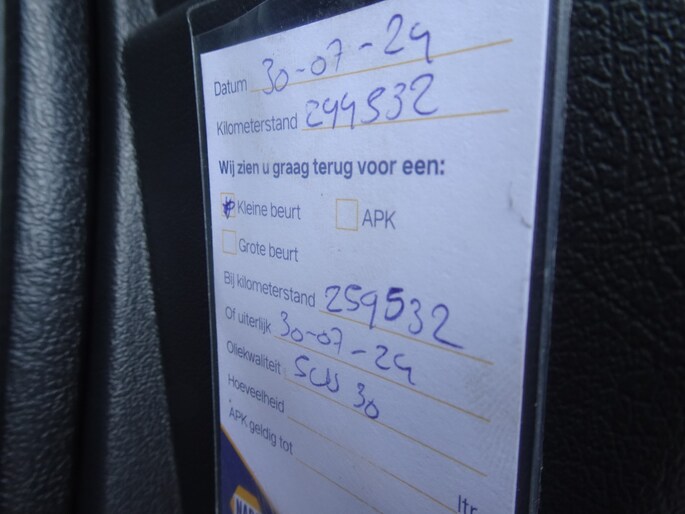 Datum 30-07-24
Kilometerstand 244532
Wij zien u graag terug voor een:
Kleine beurt APK
Grote beurt
Bij kilometerstand 259532
Of uiterlijk 30-07-24
Oliekwaliteit: 5W 30
Hoeveelheid
ltr
APK geldig tot